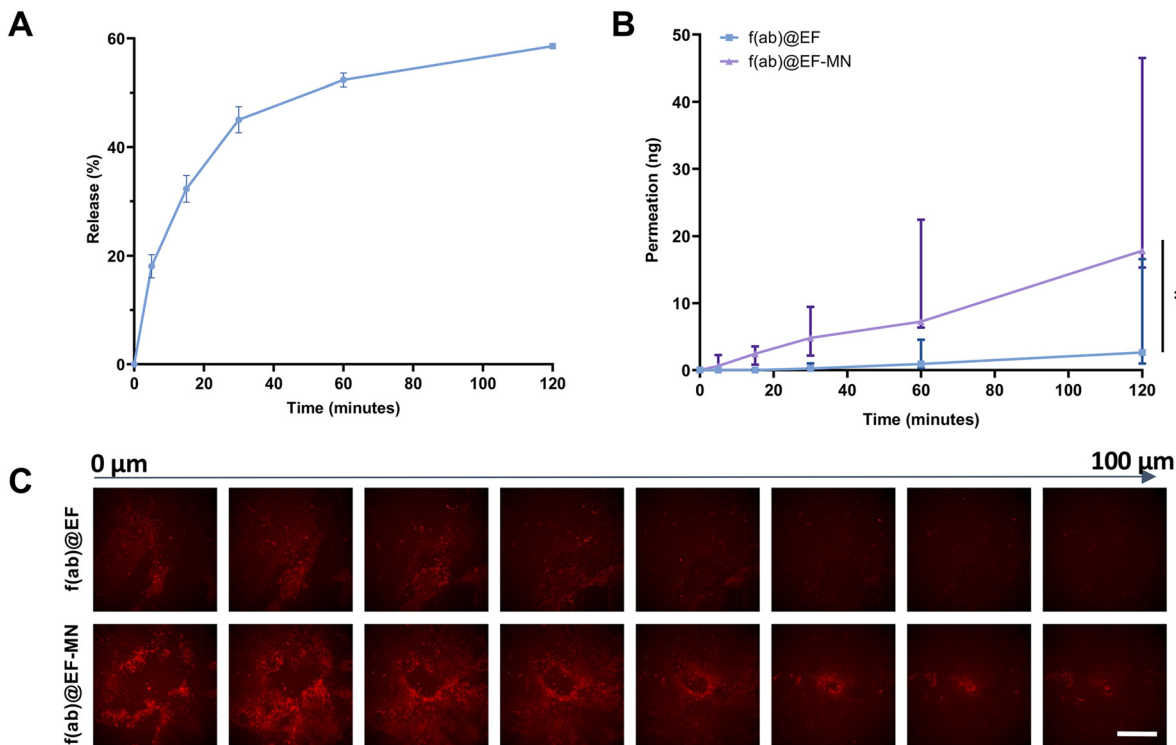 A
60
40
20
0
Release (%)
0 20 40 60 80 100 120
Time (minutes)
B
f(ab)@EF
f(ab)@EF-MN
50
40
30
20
10
0
Permeation (ng)
0 20 40 60 80 100 120
Time (minutes)
C
0 μm
100 μm
f(ab)@EF
f(ab)@EF-MN